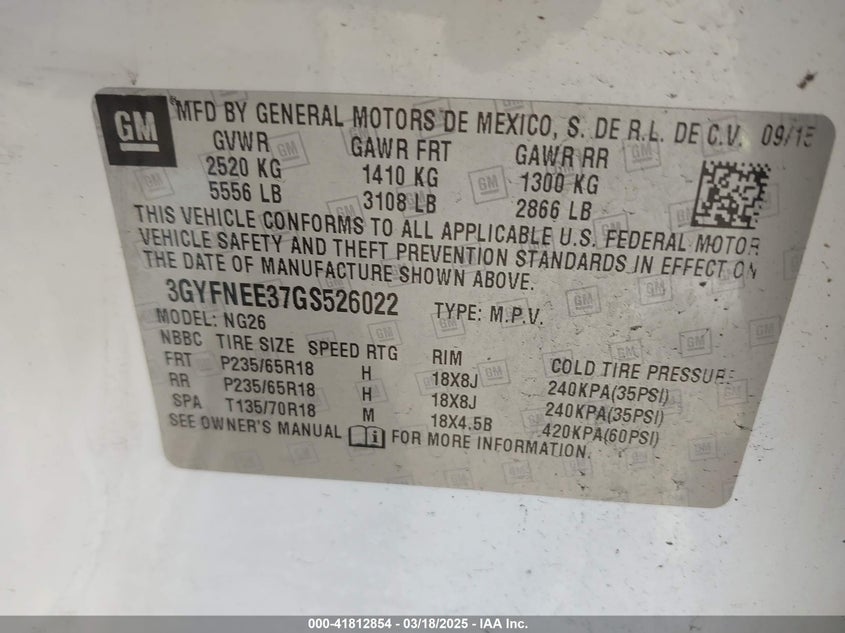 GM ® MFD BY GENERAL MOTORS DE MEXICO, S. DE R.L. DE C.V. 09/15
GVWR GAWR FRT GAWR RR
2520 KG 1410 KG 1300 KG
5556 LB 3108 LB 2866 LB
THIS VEHICLE CONFORMS TO ALL APPLICABLE U.S. FEDERAL MOTOR
VEHICLE SAFETY AND THEFT PREVENTION STANDARDS IN EFFECT ON
THE DATE OF MANUFACTURE SHOWN ABOVE.
3GYFNEE37GS526022 TYPE: M.P.V.
MODEL: NG26
NBBC TIRE SIZE SPEED RTG RIM COLD TIRE PRESSURE
FRT P235/65R18 H 18X8J 240KPA(35PSI)
RR P235/65R18 H 18X8J 240KPA(35PSI)
SPA T135/70R18 M 18X4.5B 420KPA(60PSI)
SEE OWNER'S MANUAL FOR MORE INFORMATION.
000-41812854 - 03/18/2025 - IAA Inc.